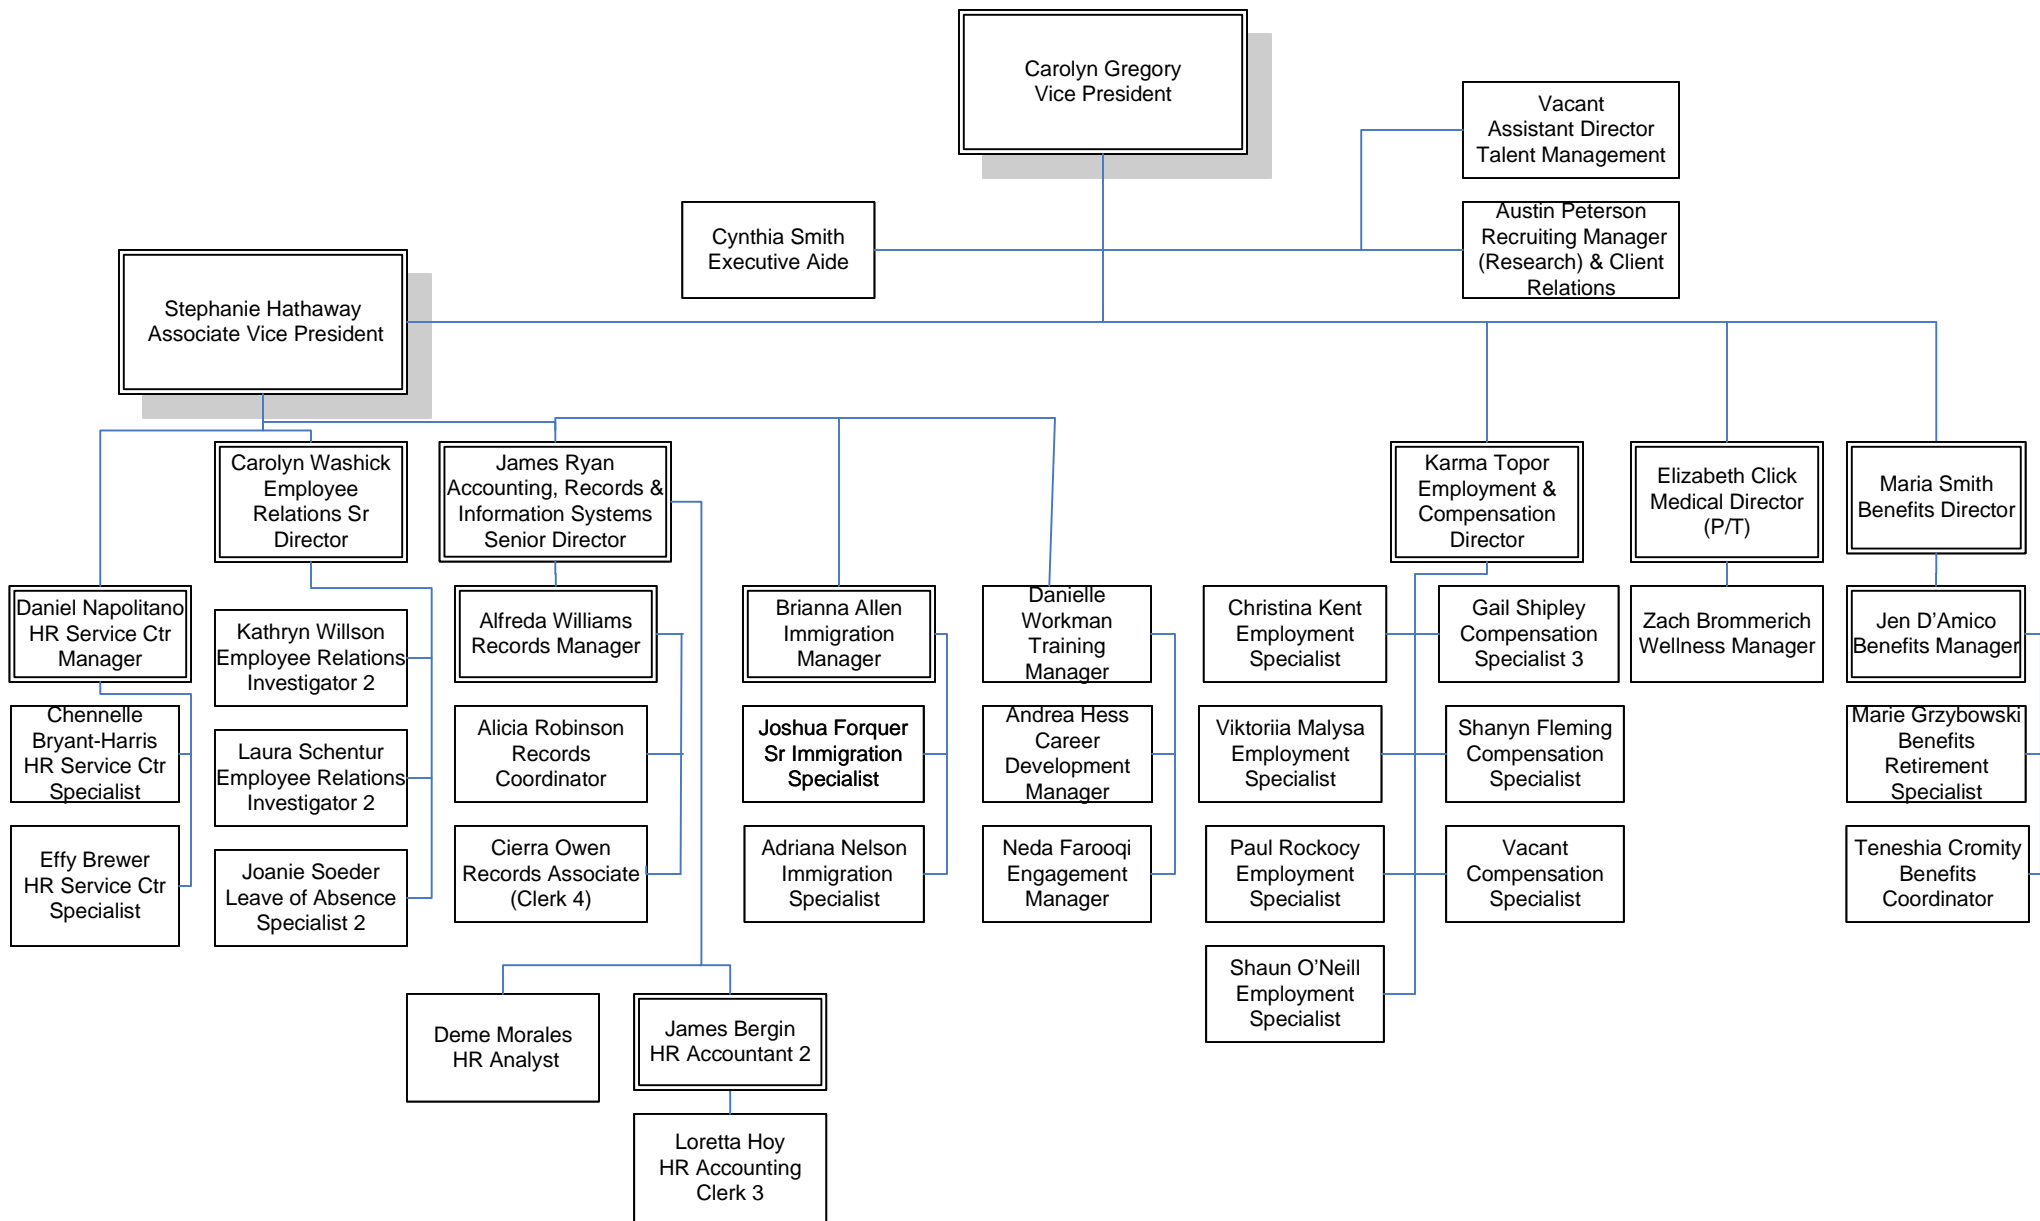 Carolyn Gregory
Vice President
Vacant
Assistant Director
Talent Management
Cynthia Smith
Executive Aide
Austin Peterson
Recruiting Manager
(Research) & Client
Relations
Stephanie Hathaway
Associate Vice President
Carolyn Washick
Employee
Relations Sr
Director
James Ryan
Accounting, Records &
Information Systems
Senior Director
Karma Topor
Employment &
Compensation
Director
Elizabeth Click
Medical Director
(P/T)
Maria Smith
Benefits Director
Daniel Napolitano
HR Service Ctr
Manager
Kathryn Willson
Employee Relations
Investigator 2
Alfreda Williams
Records Manager
Brianna Allen
Immigration
Manager
Danielle
Workman
Training
Manager
Christina Kent
Employment
Specialist
Gail Shipley
Compensation
Specialist 3
Zach Brommerich
Wellness Manager
Jen D’Amico
Benefits Manager
Chennelle
Bryant-Harris
HR Service Ctr
Specialist
Laura Schentur
Employee Relations
Investigator 2
Alicia Robinson
Records
Coordinator
Joshua Forquer
Sr Immigration
Specialist
Andrea Hess
Career
Development
Manager
Viktoriia Malysa
Employment
Specialist
Shanyn Fleming
Compensation
Specialist
Marie Grzybowski
Benefits
Retirement
Specialist
Effy Brewer
HR Service Ctr
Specialist
Joanie Soeder
Leave of Absence
Specialist 2
Cierra Owen
Records Associate
(Clerk 4)
Adriana Nelson
Immigration
Specialist
Neda Farooqi
Engagement
Manager
Paul Rockocy
Employment
Specialist
Vacant
Compensation
Specialist
Teneshia Cromity
Benefits
Coordinator
Shaun O’Neill
Employment
Specialist
Deme Morales
HR Analyst
James Bergin
HR Accountant 2
Loretta Hoy
HR Accounting
Clerk 3